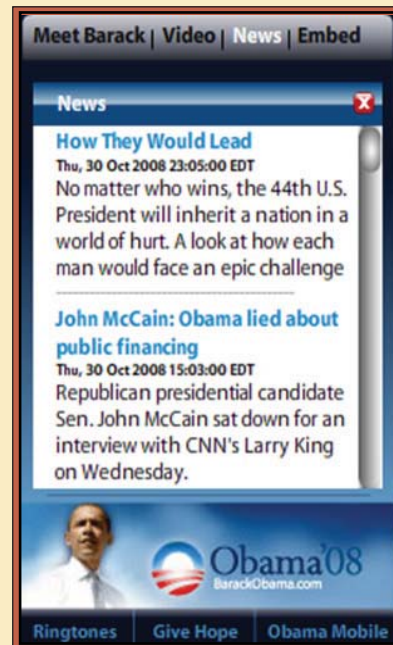 Meet Barack | Video | News | Embed
News
X
How They Would Lead
Thu, 30 Oct 2008 23:05:00 EDT
No matter who wins, the 44th U.S.
President will inherit a nation in a
world of hurt. A look at how each
man would face an epic challenge
John McCain: Obama lied about
public financing
Thu, 30 Oct 2008 15:03:00 EDT
Republican presidential candidate
Sen. John McCain sat down for an
interview with CNN's Larry King
on Wednesday.
Obama'08
BarackObama.com
Ringtones | Give Hope | Obama Mobile